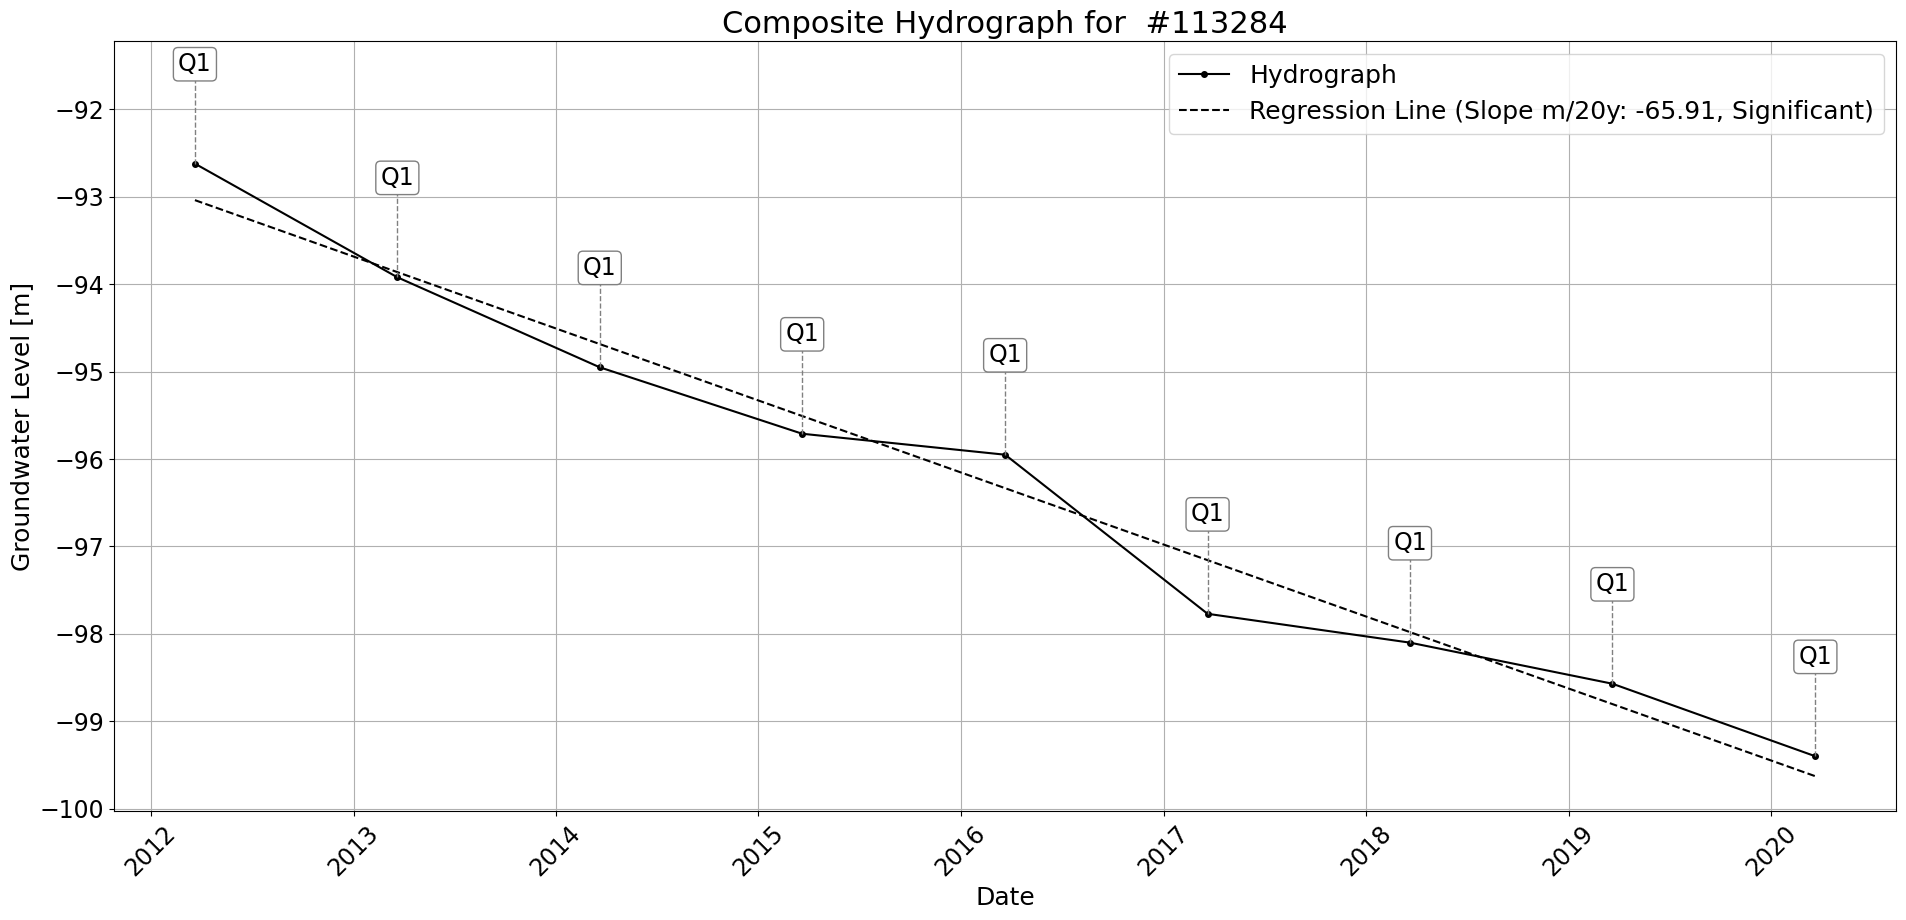 Composite Hydrograph for  #113284
Hydrograph
Regression Line (Slope m/20y: -65.91, Significant)
Q1
Q1
Q1
Q1
Q1
Q1
Q1
Q1
Q1
Groundwater Level [m]
−92
−93
−94
−95
−96
−97
−98
−99
−100
2012
2013
2014
2015
2016
2017
2018
2019
2020
Date